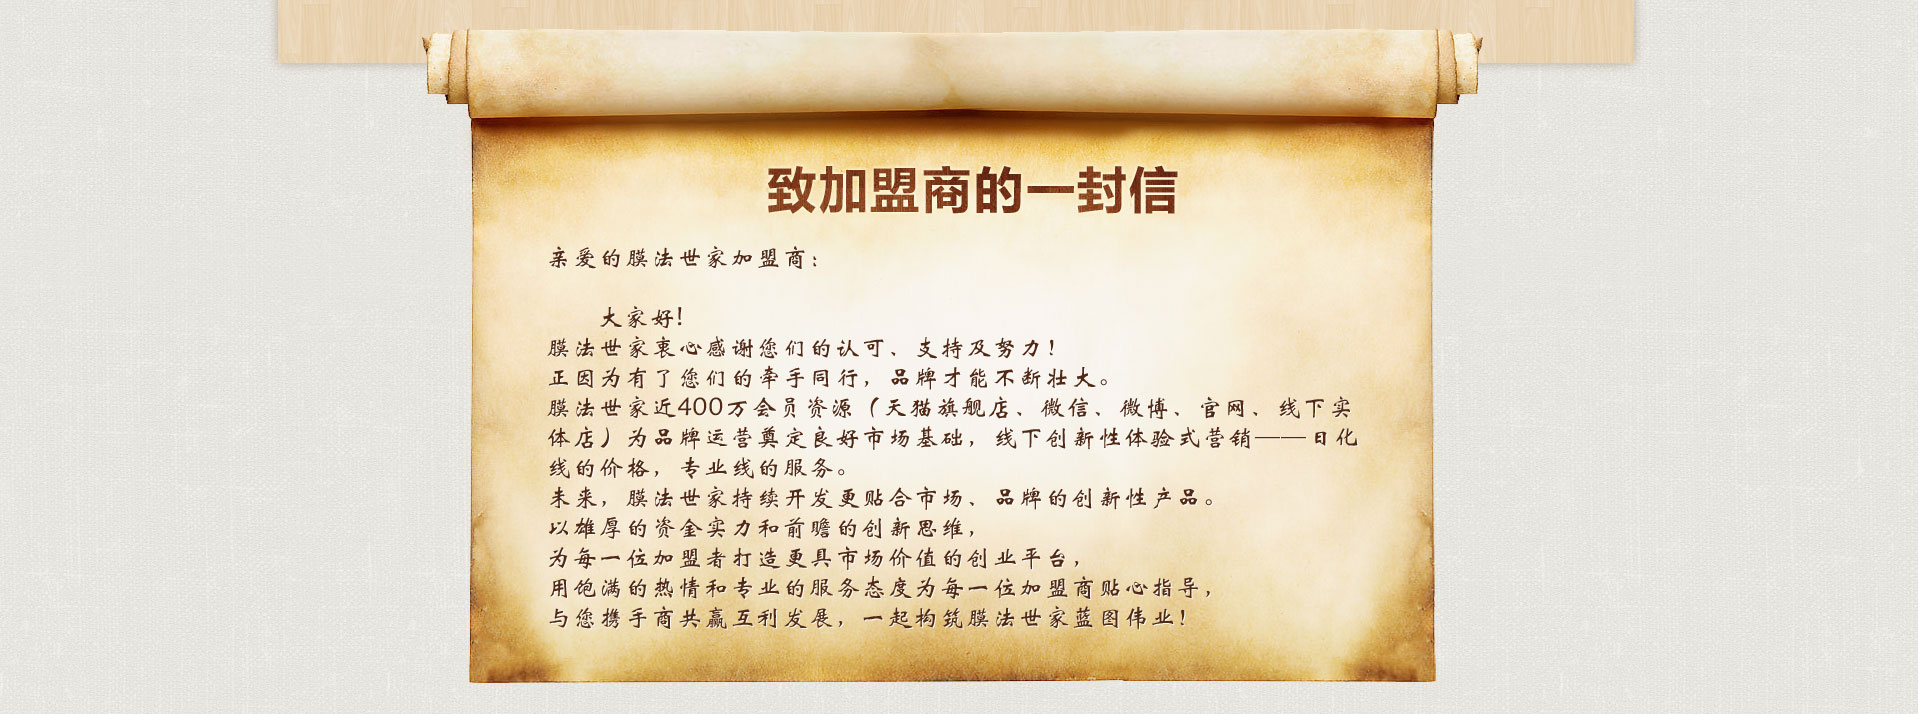 致加盟商的一封信
亲爱的膜法世家加盟商：
大家好！
膜法世家衷心感谢您们的认可、支持及努力！
正因为有了您们的牵手同行，品牌才能不断壮大。
膜法世家近400万会员资源（天猫旗舰店、微信、微博、官网、线下实
体店）为品牌运营奠定良好市场基础，线下创新性体验式营销——日化
线的价格，专业线的服务。
未来，膜法世家持续开发更贴合市场、品牌的创新性产品。
以雄厚的资金实力和前瞻的创新思维，
为每一位加盟者打造更具市场价值的创业平台，
用饱满的热情和专业的服务态度为每一位加盟商贴心指导，
与您携手商共赢互利发展，一起构筑膜法世家蓝图伟业！